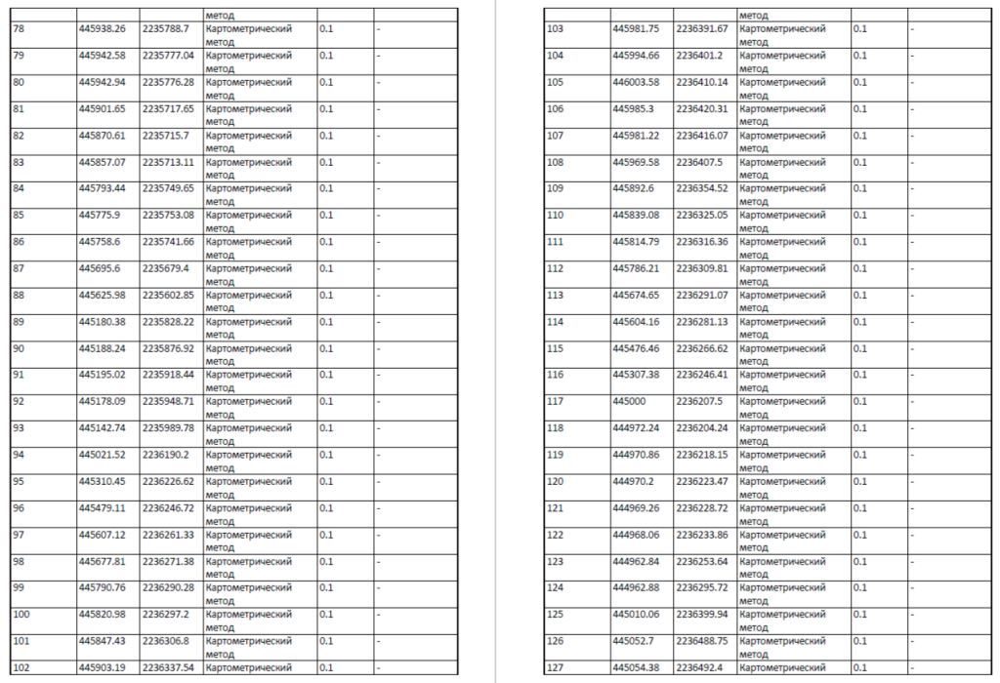 метод
78 445938.26 2235788.7 Картометрический 0.1 -
метод
79 445942.58 2235777.04 Картометрический 0.1 -
метод
80 445942.94 2235776.28 Картометрический 0.1 -
метод
81 445901.65 2235717.65 Картометрический 0.1 -
метод
82 445870.61 2235715.7 Картометрический 0.1 -
метод
83 445857.07 2235713.11 Картометрический 0.1 -
метод
84 445793.44 2235749.65 Картометрический 0.1 -
метод
85 445775.9 2235753.08 Картометрический 0.1 -
метод
86 445758.6 2235741.66 Картометрический 0.1 -
метод
87 445695.6 2235679.4 Картометрический 0.1 -
метод
88 445625.98 2235602.85 Картометрический 0.1 -
метод
89 445180.38 2235828.22 Картометрический 0.1 -
метод
90 445188.24 2235876.92 Картометрический 0.1 -
метод
91 445195.02 2235918.44 Картометрический 0.1 -
метод
92 445178.09 2235948.71 Картометрический 0.1 -
метод
93 445142.74 2235989.78 Картометрический 0.1 -
метод
94 445021.52 2236190.2 Картометрический 0.1 -
метод
95 445310.45 2236226.62 Картометрический 0.1 -
метод
96 445479.11 2236246.72 Картометрический 0.1 -
метод
97 445607.12 2236261.33 Картометрический 0.1 -
метод
98 445677.81 2236271.38 Картометрический 0.1 -
метод
99 445790.76 2236290.28 Картометрический 0.1 -
метод
100 445820.98 2236297.2 Картометрический 0.1 -
метод
101 445847.43 2236306.8 Картометрический 0.1 -
метод
102 445903.19 2236337.54 Картометрический 0.1 -
метод
103 445981.75 2236391.67 Картометрический 0.1 -
метод
104 445994.66 2236401.2 Картометрический 0.1 -
метод
105 446003.58 2236410.14 Картометрический 0.1 -
метод
106 445985.3 2236420.31 Картометрический 0.1 -
метод
107 445981.22 2236416.07 Картометрический 0.1 -
метод
108 445969.58 2236407.5 Картометрический 0.1 -
метод
109 445892.6 2236354.52 Картометрический 0.1 -
метод
110 445839.08 2236325.05 Картометрический 0.1 -
метод
111 445814.79 2236316.36 Картометрический 0.1 -
метод
112 445786.21 2236309.81 Картометрический 0.1 -
метод
113 445674.65 2236291.07 Картометрический 0.1 -
метод
114 445604.16 2236281.13 Картометрический 0.1 -
метод
115 445476.46 2236266.62 Картометрический 0.1 -
метод
116 445307.38 2236246.41 Картометрический 0.1 -
метод
117 445000 2236207.5 Картометрический 0.1 -
метод
118 444972.24 2236204.24 Картометрический 0.1 -
метод
119 444970.86 2236218.15 Картометрический 0.1 -
метод
120 444970.2 2236223.47 Картометрический 0.1 -
метод
121 444969.26 2236228.72 Картометрический 0.1 -
метод
122 444968.06 2236233.86 Картометрический 0.1 -
метод
123 444962.84 2236253.64 Картометрический 0.1 -
метод
124 444962.88 2236295.72 Картометрический 0.1 -
метод
125 445010.06 2236399.94 Картометрический 0.1 -
метод
126 445052.7 2236488.75 Картометрический 0.1 -
метод
127 445054.38 2236492.4 Картометрический 0.1 -